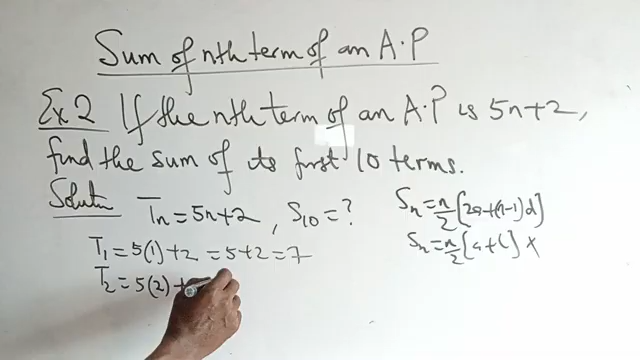 Sum of nth term of an A.P
Ex 2 If the nth term of an A.P is 5n+2,
find the sum of its first 10 terms.
Solution Tn=5n+2, S10=? Sn=n/2[2a+(n-1)d]
T1=5(1)+2=5+2=7 Sn=n/2[a+l] ×
T2=5(2)+